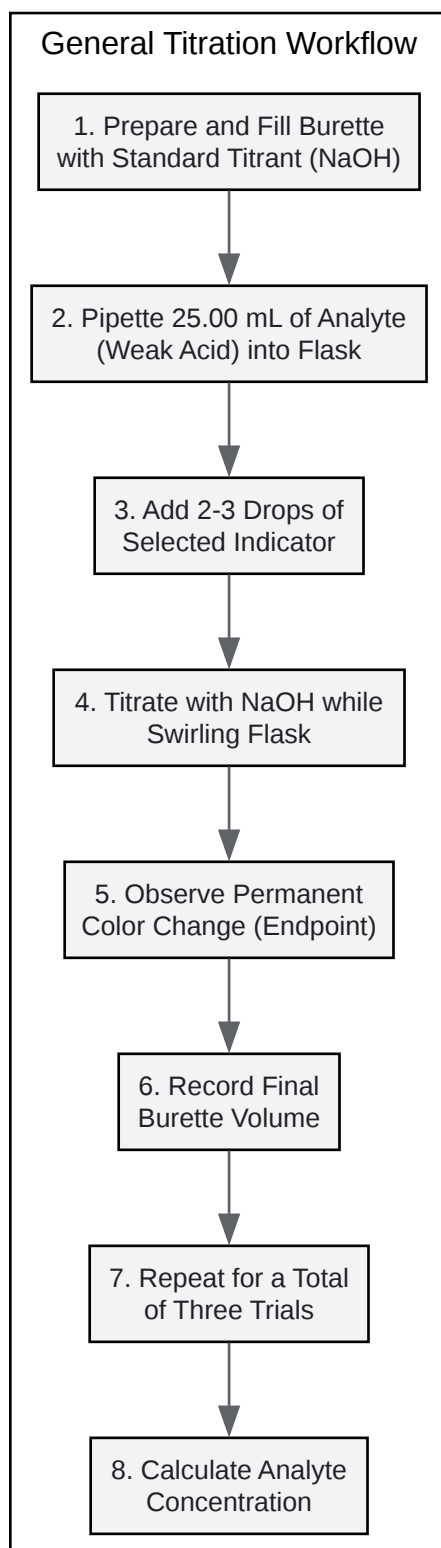 General Titration Workflow
1. Prepare and Fill Burette
with Standard Titrant (NaOH)
2. Pipette 25.00 mL of Analyte
(Weak Acid) into Flask
3. Add 2-3 Drops of
Selected Indicator
4. Titrate with NaOH while
Swirling Flask
5. Observe Permanent
Color Change (Endpoint)
6. Record Final
Burette Volume
7. Repeat for a Total
of Three Trials
8. Calculate Analyte
Concentration